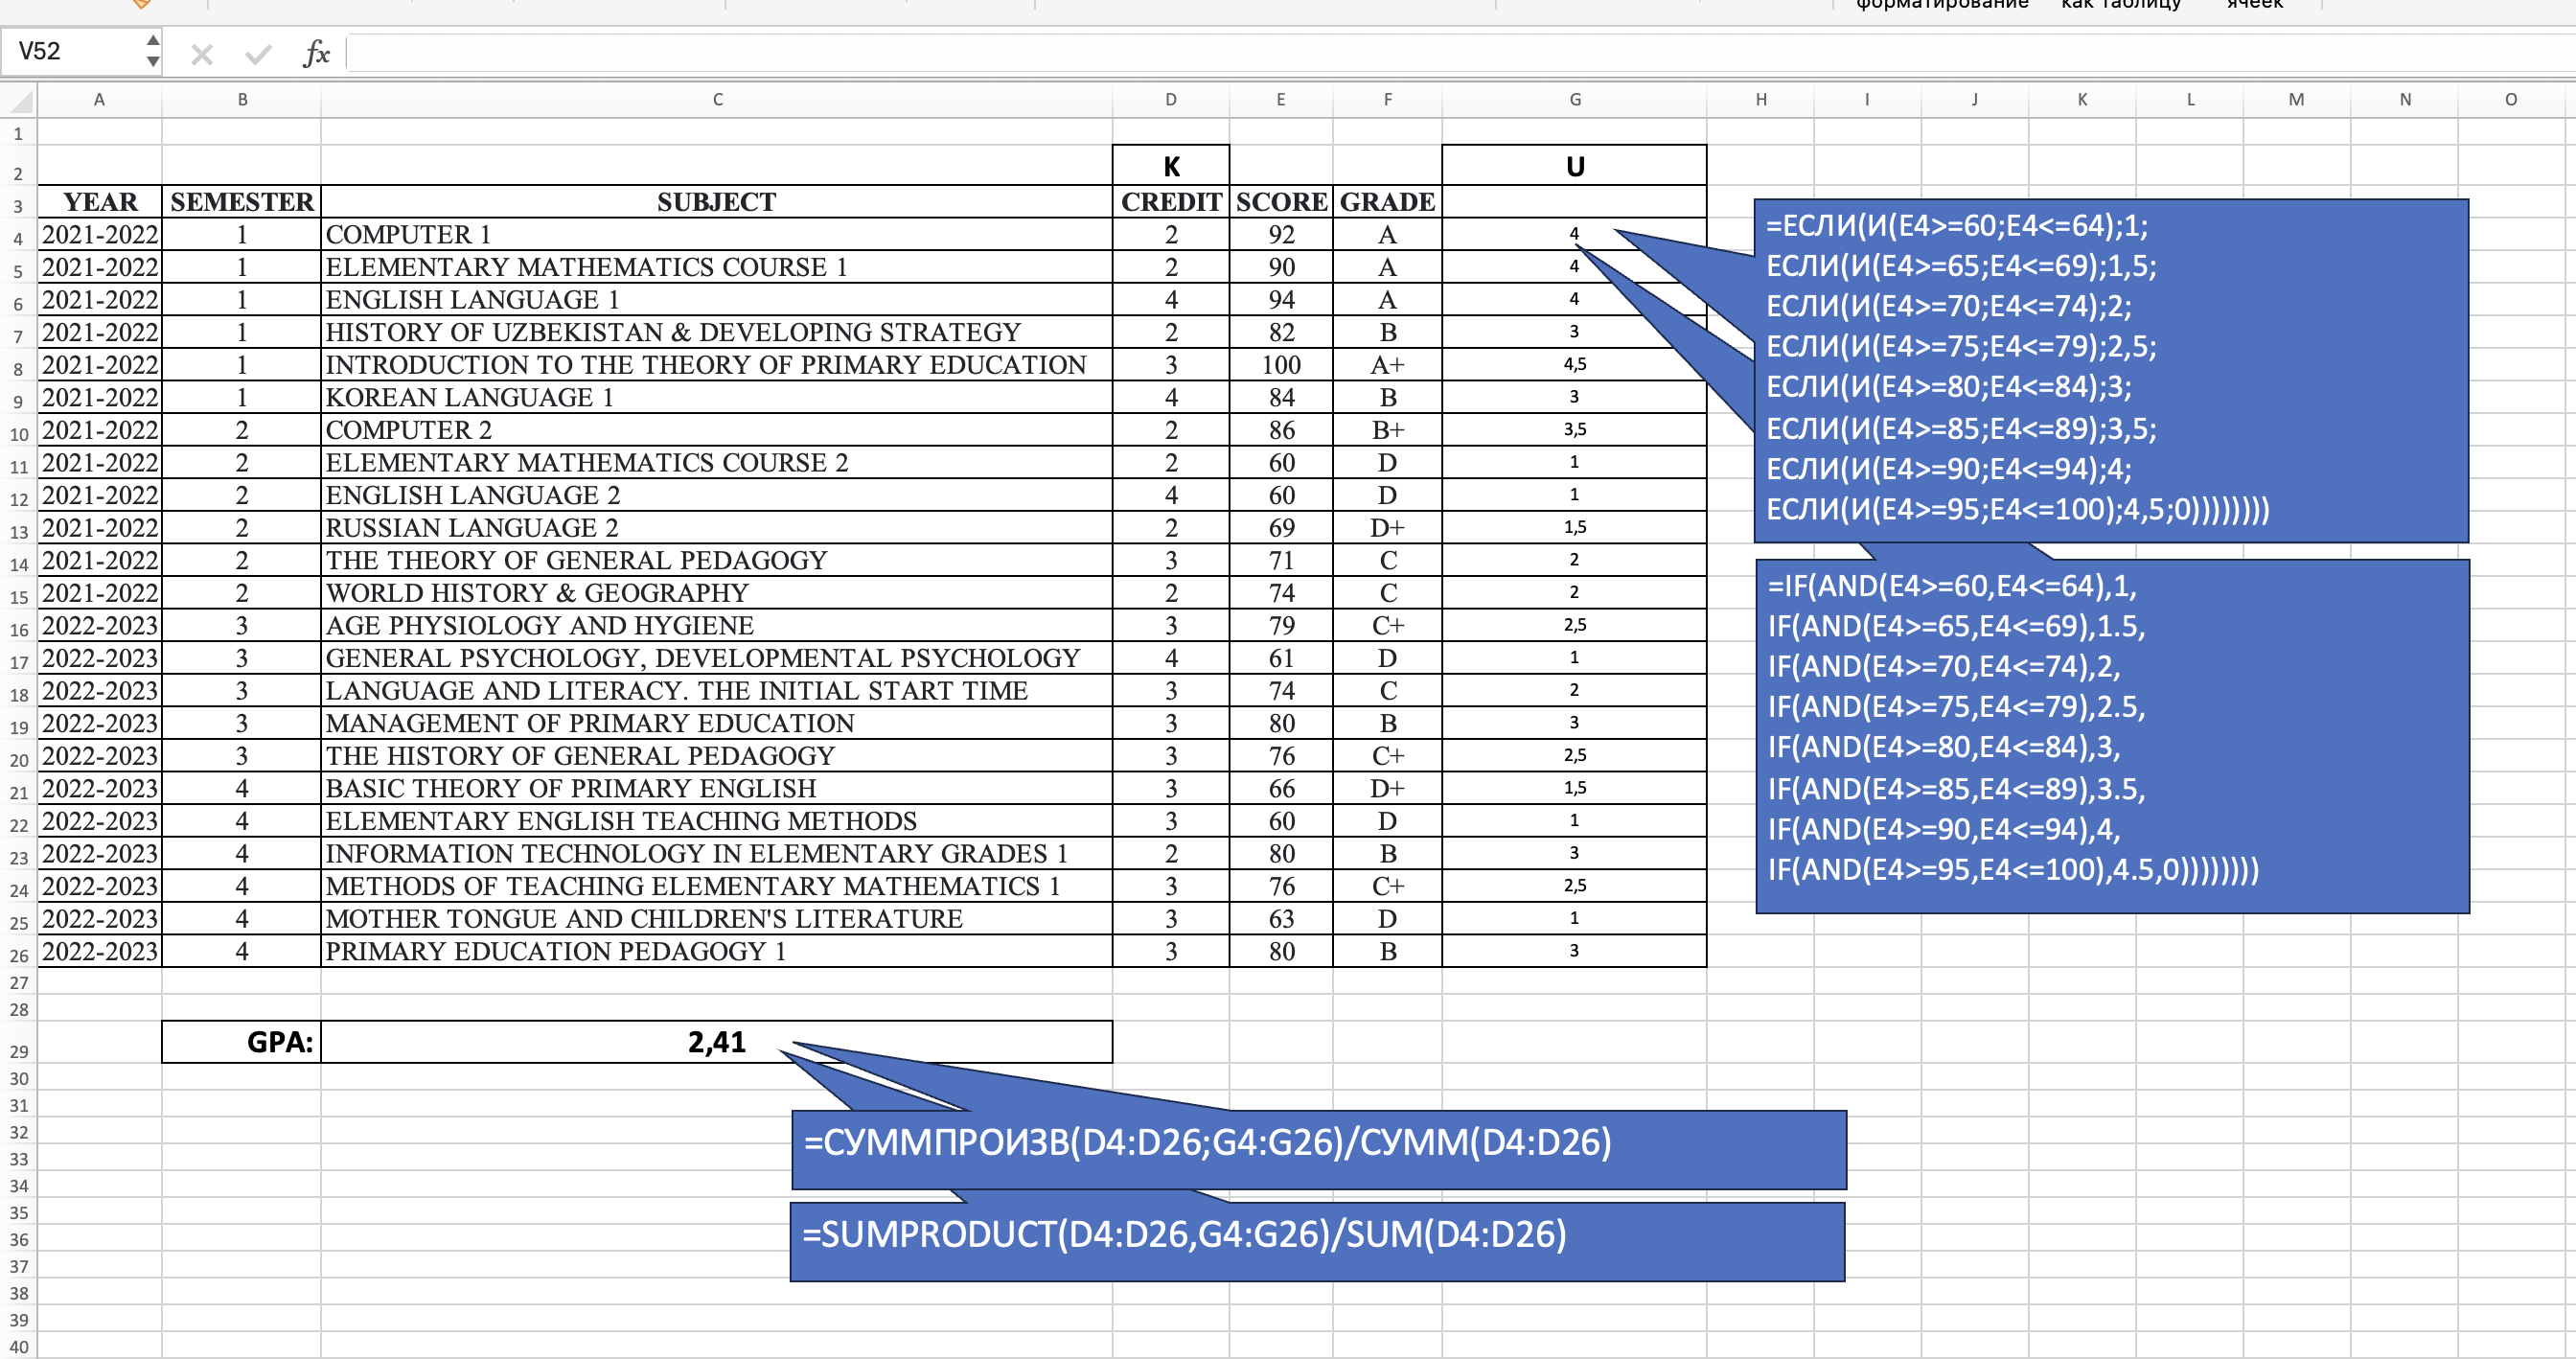 форматирование как таблицу ячеек
V52 fx
A B C D E F G H I J K L M N O
1
2 K U
3 YEAR SEMESTER SUBJECT CREDIT SCORE GRADE
4 2021-2022 1 COMPUTER 1 2 92 A 4
5 2021-2022 1 ELEMENTARY MATHEMATICS COURSE 1 2 90 A 4
6 2021-2022 1 ENGLISH LANGUAGE 1 4 94 A 4
7 2021-2022 1 HISTORY OF UZBEKISTAN & DEVELOPING STRATEGY 2 82 B 3
8 2021-2022 1 INTRODUCTION TO THE THEORY OF PRIMARY EDUCATION 3 100 A+ 4,5
9 2021-2022 1 KOREAN LANGUAGE 1 4 84 B 3
10 2021-2022 2 COMPUTER 2 2 86 B+ 3,5
11 2021-2022 2 ELEMENTARY MATHEMATICS COURSE 2 2 60 D 1
12 2021-2022 2 ENGLISH LANGUAGE 2 4 60 D 1
13 2021-2022 2 RUSSIAN LANGUAGE 2 2 69 D+ 1,5
14 2021-2022 2 THE THEORY OF GENERAL PEDAGOGY 3 71 C 2
15 2021-2022 2 WORLD HISTORY & GEOGRAPHY 2 74 C 2
16 2022-2023 3 AGE PHYSIOLOGY AND HYGIENE 3 79 C+ 2,5
17 2022-2023 3 GENERAL PSYCHOLOGY, DEVELOPMENTAL PSYCHOLOGY 4 61 D 1
18 2022-2023 3 LANGUAGE AND LITERACY. THE INITIAL START TIME 3 74 C 2
19 2022-2023 3 MANAGEMENT OF PRIMARY EDUCATION 3 80 B 3
20 2022-2023 3 THE HISTORY OF GENERAL PEDAGOGY 3 76 C+ 2,5
21 2022-2023 4 BASIC THEORY OF PRIMARY ENGLISH 3 66 D+ 1,5
22 2022-2023 4 ELEMENTARY ENGLISH TEACHING METHODS 3 60 D 1
23 2022-2023 4 INFORMATION TECHNOLOGY IN ELEMENTARY GRADES 1 2 80 B 3
24 2022-2023 4 METHODS OF TEACHING ELEMENTARY MATHEMATICS 1 3 76 C+ 2,5
25 2022-2023 4 MOTHER TONGUE AND CHILDREN'S LITERATURE 3 63 D 1
26 2022-2023 4 PRIMARY EDUCATION PEDAGOGY 1 3 80 B 3
27
28
29 GPA: 2,41
30
31
32
33
34
35
36
37
38
39
40
=ЕСЛИ(И(E4>=60;E4<=64);1;
ЕСЛИ(И(E4>=65;E4<=69);1,5;
ЕСЛИ(И(E4>=70;E4<=74);2;
ЕСЛИ(И(E4>=75;E4<=79);2,5;
ЕСЛИ(И(E4>=80;E4<=84);3;
ЕСЛИ(И(E4>=85;E4<=89);3,5;
ЕСЛИ(И(E4>=90;E4<=94);4;
ЕСЛИ(И(E4>=95;E4<=100);4,5;0))))))))
=IF(AND(E4>=60,E4<=64),1,
IF(AND(E4>=65,E4<=69),1.5,
IF(AND(E4>=70,E4<=74),2,
IF(AND(E4>=75,E4<=79),2.5,
IF(AND(E4>=80,E4<=84),3,
IF(AND(E4>=85,E4<=89),3.5,
IF(AND(E4>=90,E4<=94),4,
IF(AND(E4>=95,E4<=100),4.5,0))))))))
=СУММПРОИЗВ(D4:D26;G4:G26)/СУММ(D4:D26)
=SUMPRODUCT(D4:D26,G4:G26)/SUM(D4:D26)